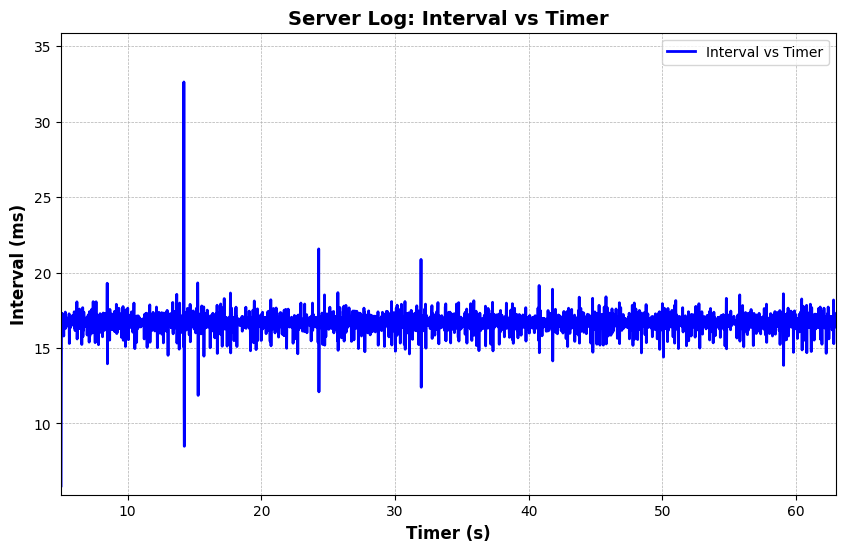 Server Log: Interval vs Timer
Interval vs Timer
35
30
25
20
15
10
Interval (ms)
10 20 30 40 50 60
Timer (s)